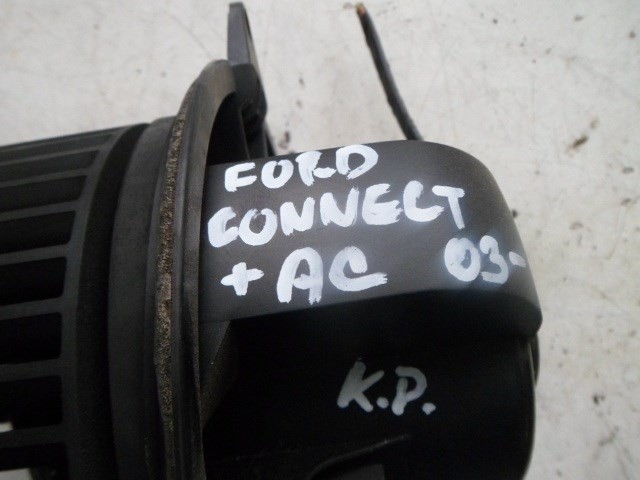 FORD
CONNECT
+ AC 03-
K.P.